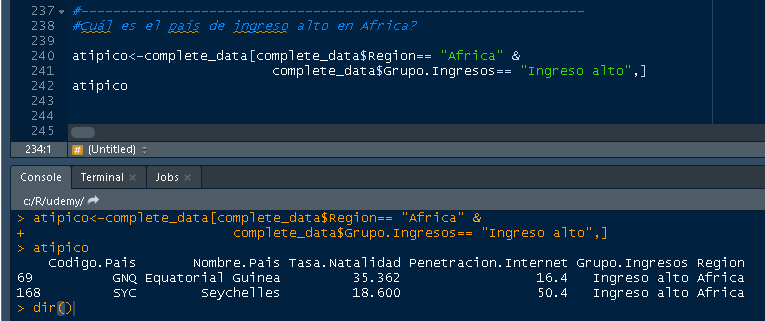 237 #----------------------------------------------------------
238 #Cuál es el país de ingreso alto en Africa?
239
240 atipico<-complete_data[complete_data$Region== "Africa" &
241 complete_data$Grupo.Ingresos== "Ingreso alto",]
242 atipico
243
244
245
234:1 # (Untitled)
Console Terminal Jobs
c:/R/udemy/
> atipico<-complete_data[complete_data$Region== "Africa" &
+ complete_data$Grupo.Ingresos== "Ingreso alto",]
> atipico
Codigo.Pais Nombre.Pais Tasa.Natalidad Penetracion.Internet Grupo.Ingresos Region
69 GNQ Equatorial Guinea 35.362 16.4 Ingreso alto Africa
168 SYC Seychelles 18.600 50.4 Ingreso alto Africa
> dir()